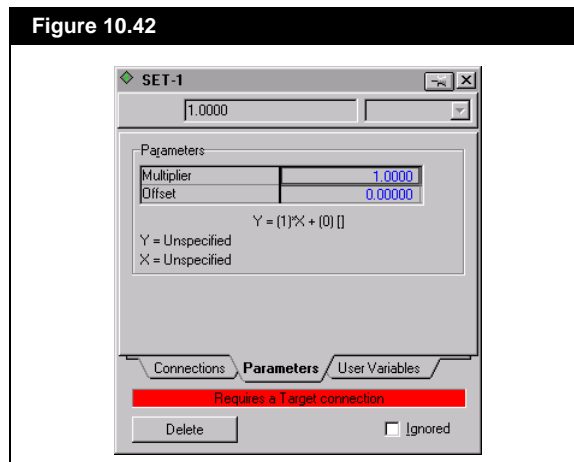 Figure 10.42
SET-1
1.0000
Parameters
Multiplier 1.0000
Offset 0.00000
Y = (1)*X + (0) []
Y = Unspecified
X = Unspecified
Connections Parameters User Variables
Requires a Target connection
Delete Ignored